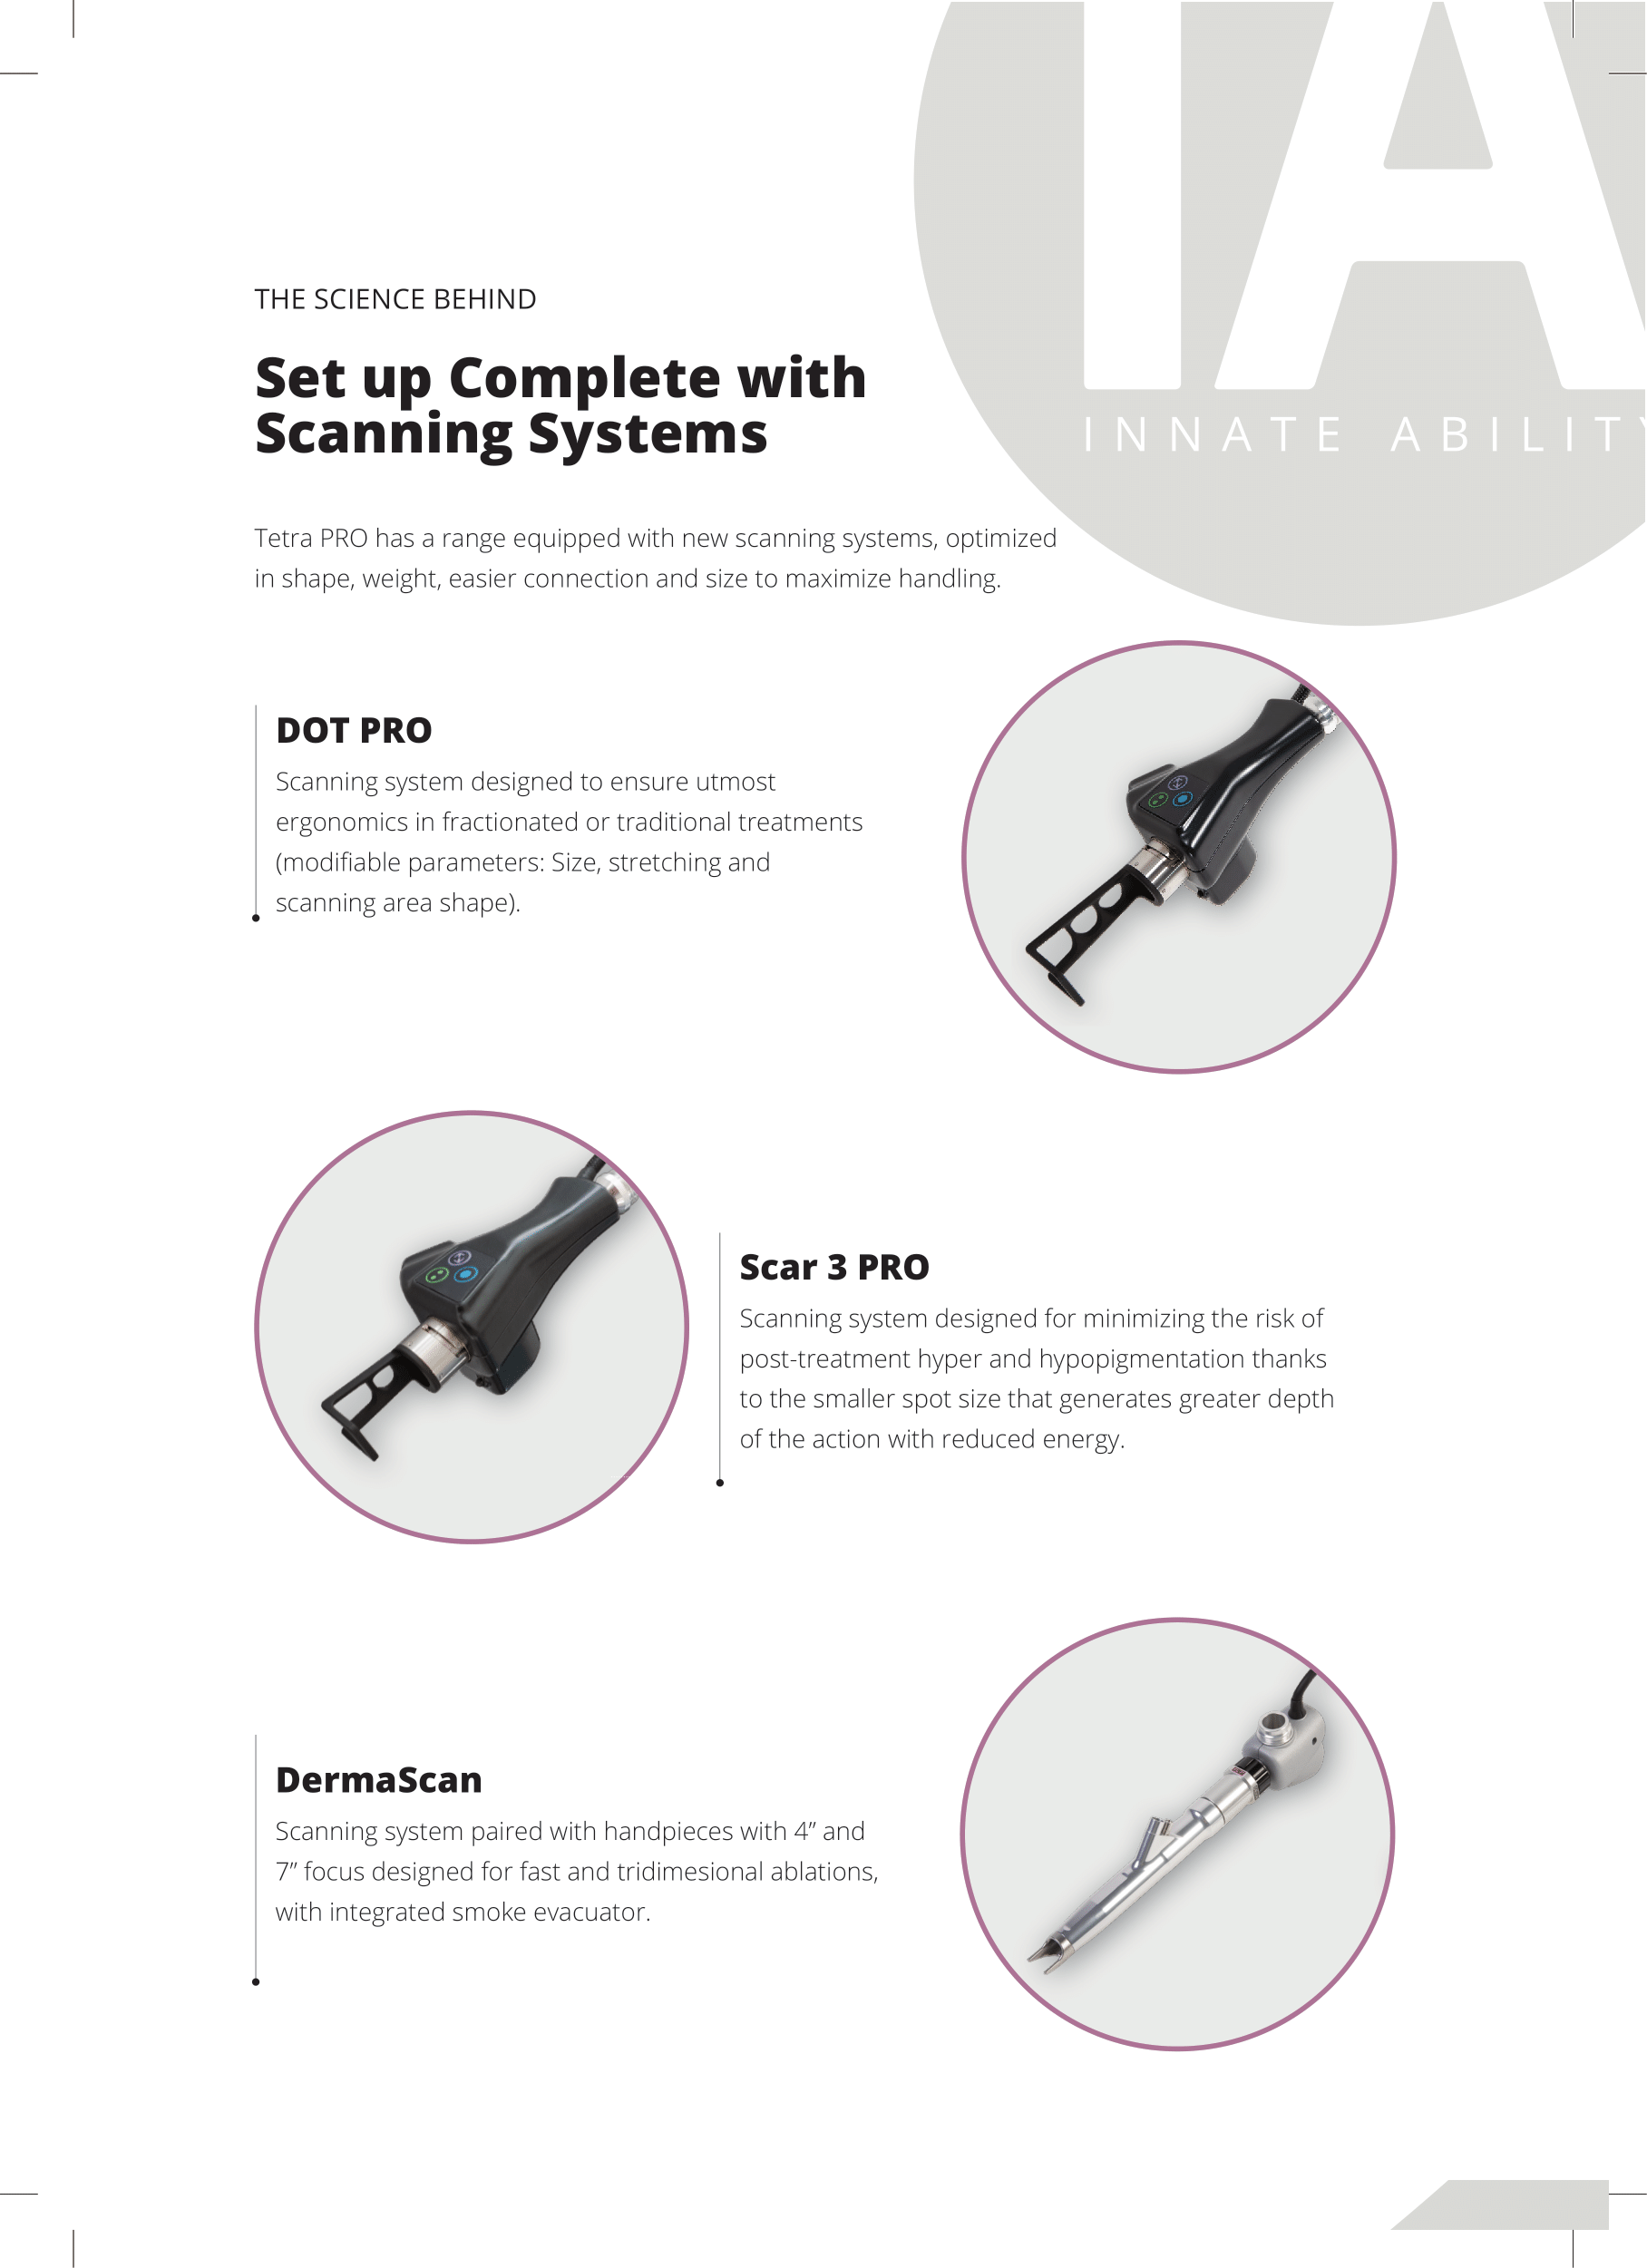 IA
INNATE ABILITY
THE SCIENCE BEHIND
Set up Complete with
Scanning Systems
Tetra PRO has a range equipped with new scanning systems, optimized
in shape, weight, easier connection and size to maximize handling.
DOT PRO
Scanning system designed to ensure utmost
ergonomics in fractionated or traditional treatments
(modifiable parameters: Size, stretching and
scanning area shape).
Scar 3 PRO
Scanning system designed for minimizing the risk of
post-treatment hyper and hypopigmentation thanks
to the smaller spot size that generates greater depth
of the action with reduced energy.
DermaScan
Scanning system paired with handpieces with 4” and
7” focus designed for fast and tridimesional ablations,
with integrated smoke evacuator.